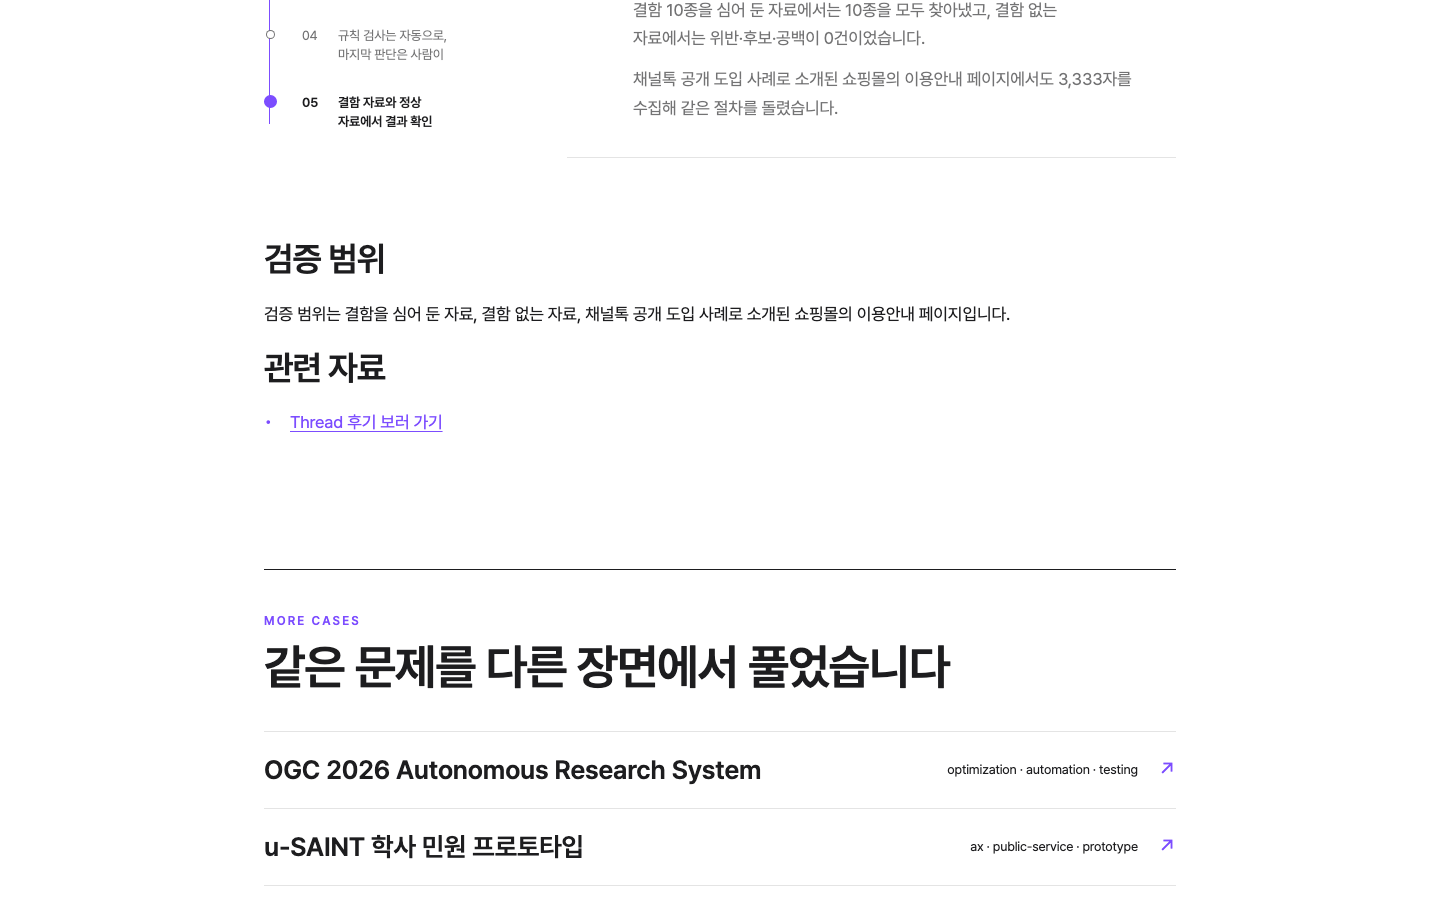 결함 10종을 심어 둔 자료에서는 10종을 모두 찾아냈고, 결함 없는
자료에서는 위반·후보·공백이 0건이었습니다.
04 규칙 검사는 자동으로,
마지막 판단은 사람이
채널톡 공개 도입 사례로 소개된 쇼핑몰의 이용안내 페이지에서도 3,333자를
수집해 같은 절차를 돌렸습니다.
05 결함 자료와 정상
자료에서 결과 확인
검증 범위
검증 범위는 결함을 심어 둔 자료, 결함 없는 자료, 채널톡 공개 도입 사례로 소개된 쇼핑몰의 이용안내 페이지입니다.
관련 자료
• Thread 후기 보러 가기
MORE CASES
같은 문제를 다른 장면에서 풀었습니다
OGC 2026 Autonomous Research System
optimization · automation · testing
u-SAINT 학사 민원 프로토타입
ax · public-service · prototype